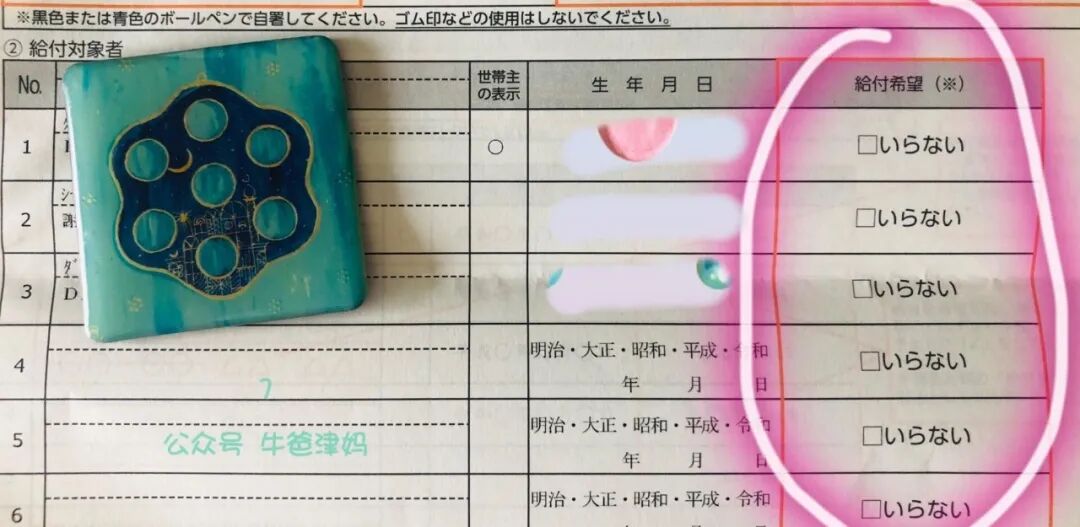 ※黒色または青色のボールペンで自署してください。ゴム印などの使用はしないでください。
② 給付対象者
No. 世帯主の表示 生年月日 給付希望（※）
1 ○ □いらない
2 謝 □いらない
3 D □いらない
4 明治・大正・昭和・平成・令和 年 月 日 □いらない
5 明治・大正・昭和・平成・令和 年 月 日 □いらない
公众号 牛爸津妈
6 明治・大正・昭和・平成・令和 年 月 日 □いらない